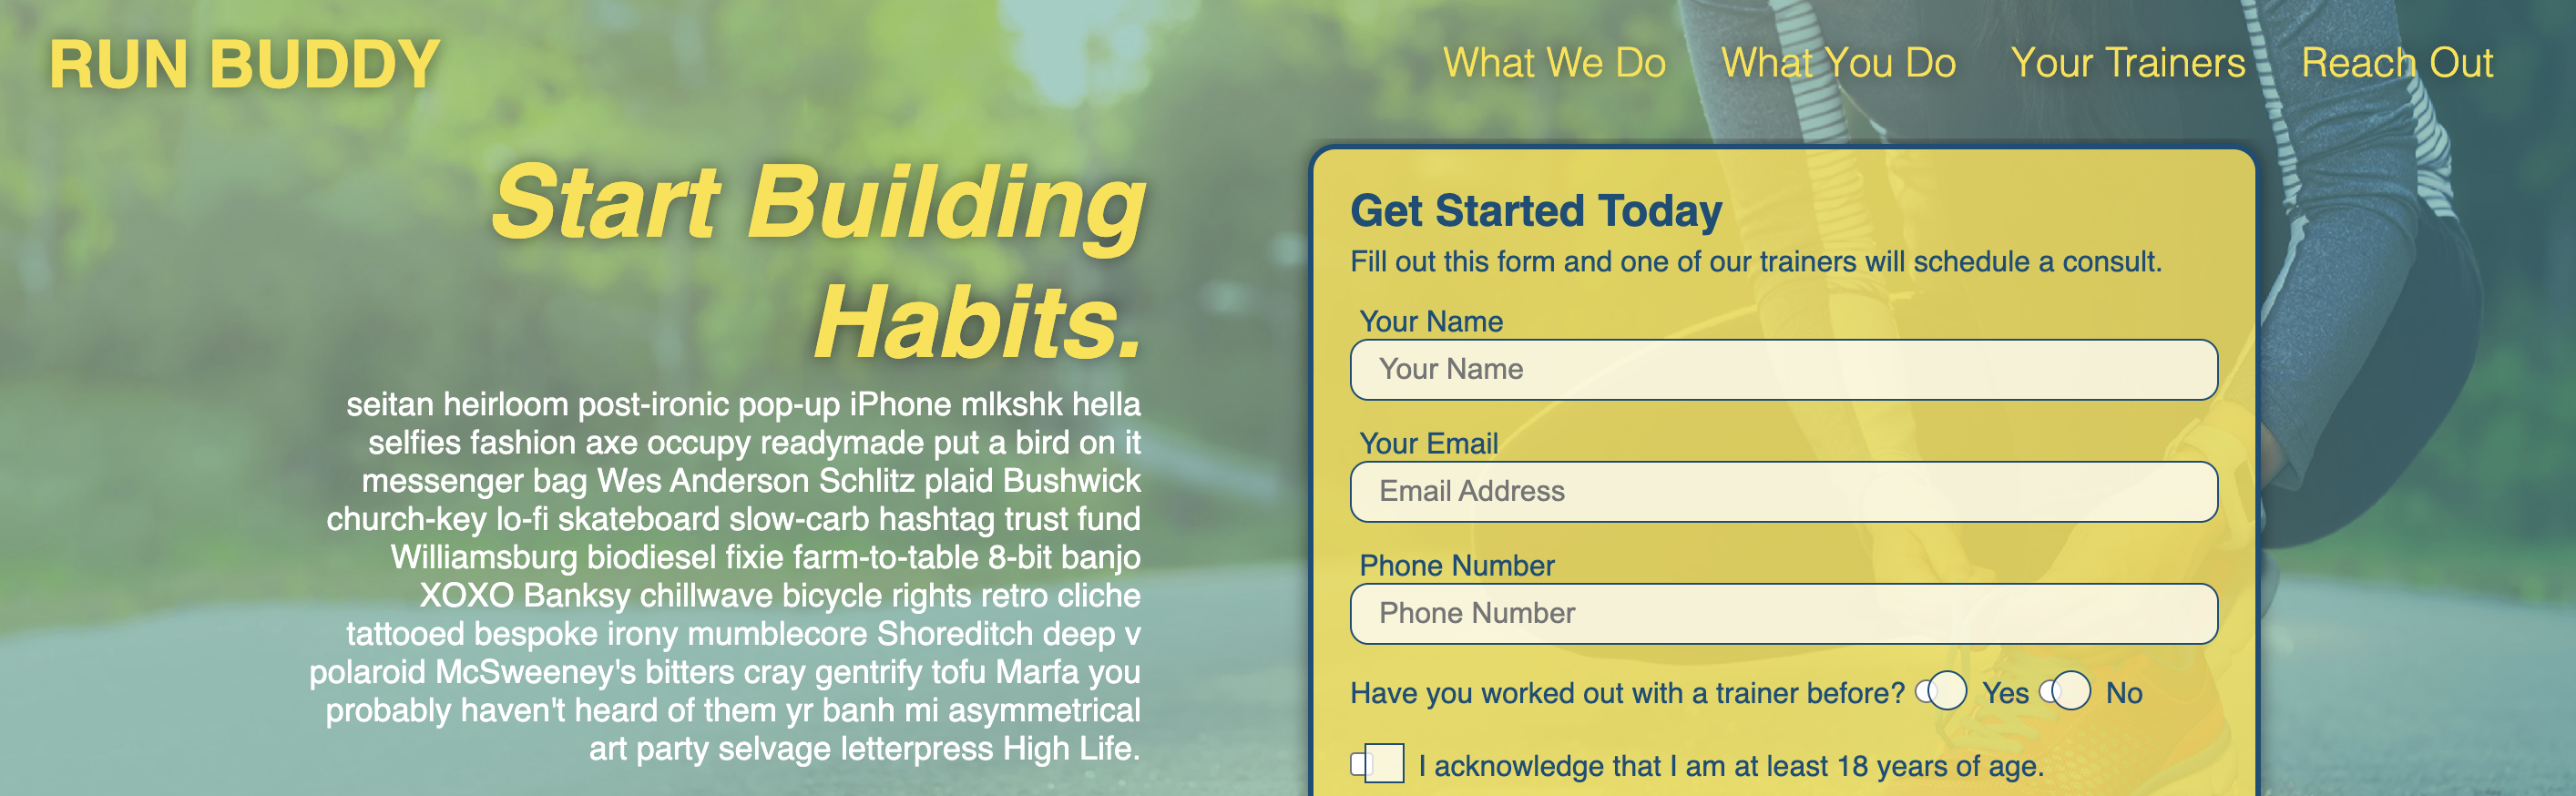 RUN BUDDY
What We Do What You Do Your Trainers Reach Out
Start Building
Habits.
seitan heirloom post-ironic pop-up iPhone mlkshk hella
selfies fashion axe occupy readymade put a bird on it
messenger bag Wes Anderson Schlitz plaid Bushwick
church-key lo-fi skateboard slow-carb hashtag trust fund
Williamsburg biodiesel fixie farm-to-table 8-bit banjo
XOXO Banksy chillwave bicycle rights retro cliche
tattooed bespoke irony mumblecore Shoreditch deep v
polaroid McSweeney's bitters cray gentrify tofu Marfa you
probably haven't heard of them yr banh mi asymmetrical
art party selvage letterpress High Life.
Get Started Today
Fill out this form and one of our trainers will schedule a consult.
Your Name
Your Name
Your Email
Email Address
Phone Number
Phone Number
Have you worked out with a trainer before? Yes No
I acknowledge that I am at least 18 years of age.